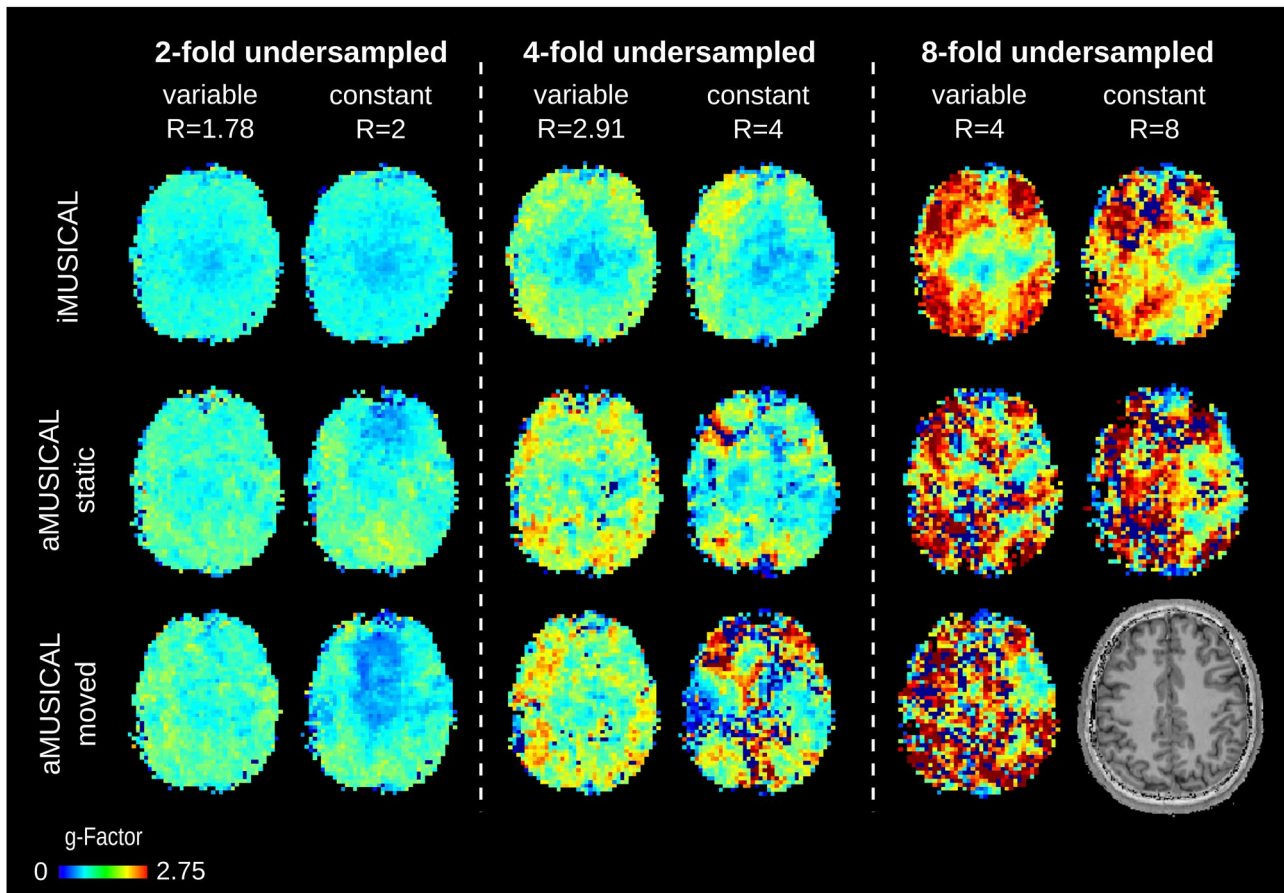 2-fold undersampled 4-fold undersampled 8-fold undersampled
variable constant variable constant variable constant
R=1.78 R=2 R=2.91 R=4 R=4 R=8
iMUSICAL
aMUSICAL
static
aMUSICAL
moved
g-Factor
0 2.75